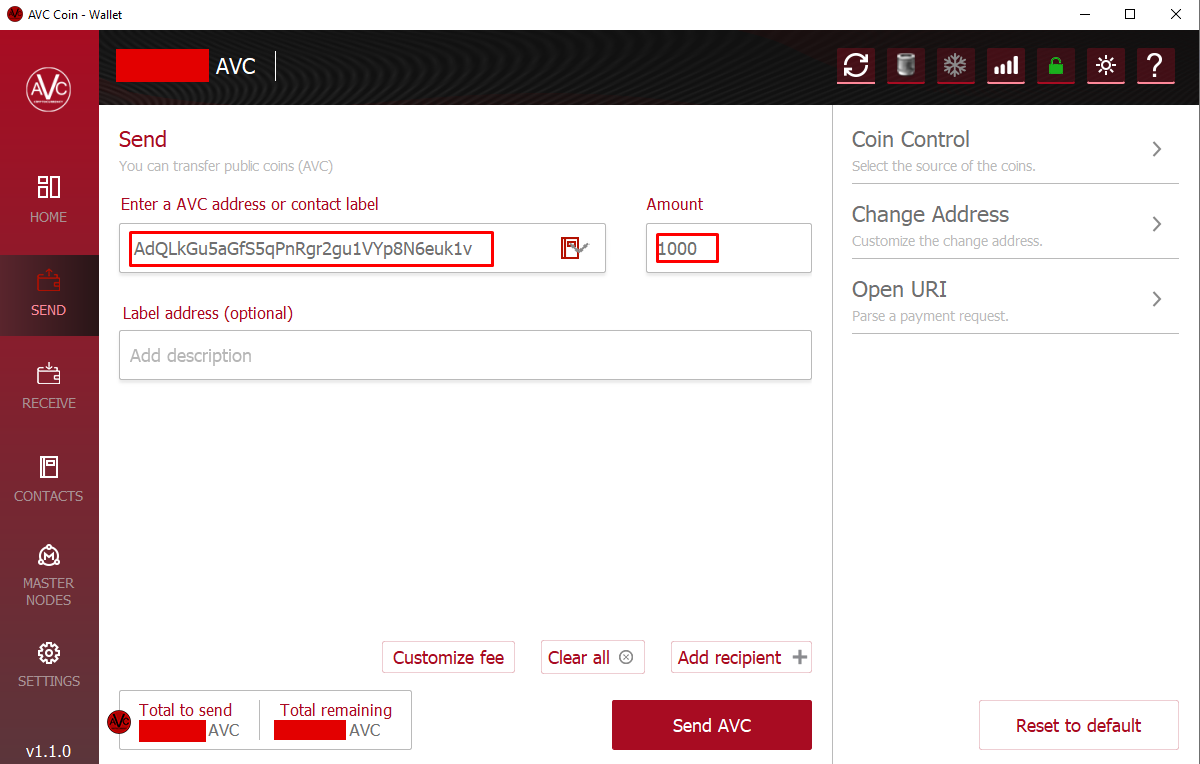 AVC Coin - Wallet
AVC
AVC
HOME
SEND
RECEIVE
CONTACTS
MASTER
NODES
SETTINGS
v1.1.0
Send
You can transfer public coins (AVC)
Enter a AVC address or contact label
Amount
AdQLkGu5aGfS5qPnRgr2gu1VYp8N6euk1v
1000
Label address (optional)
Add description
Customize fee
Clear all
Add recipient
Total to send
AVC
Total remaining
AVC
Send AVC
Coin Control
Select the source of the coins.
Change Address
Customize the change address.
Open URI
Parse a payment request.
Reset to default